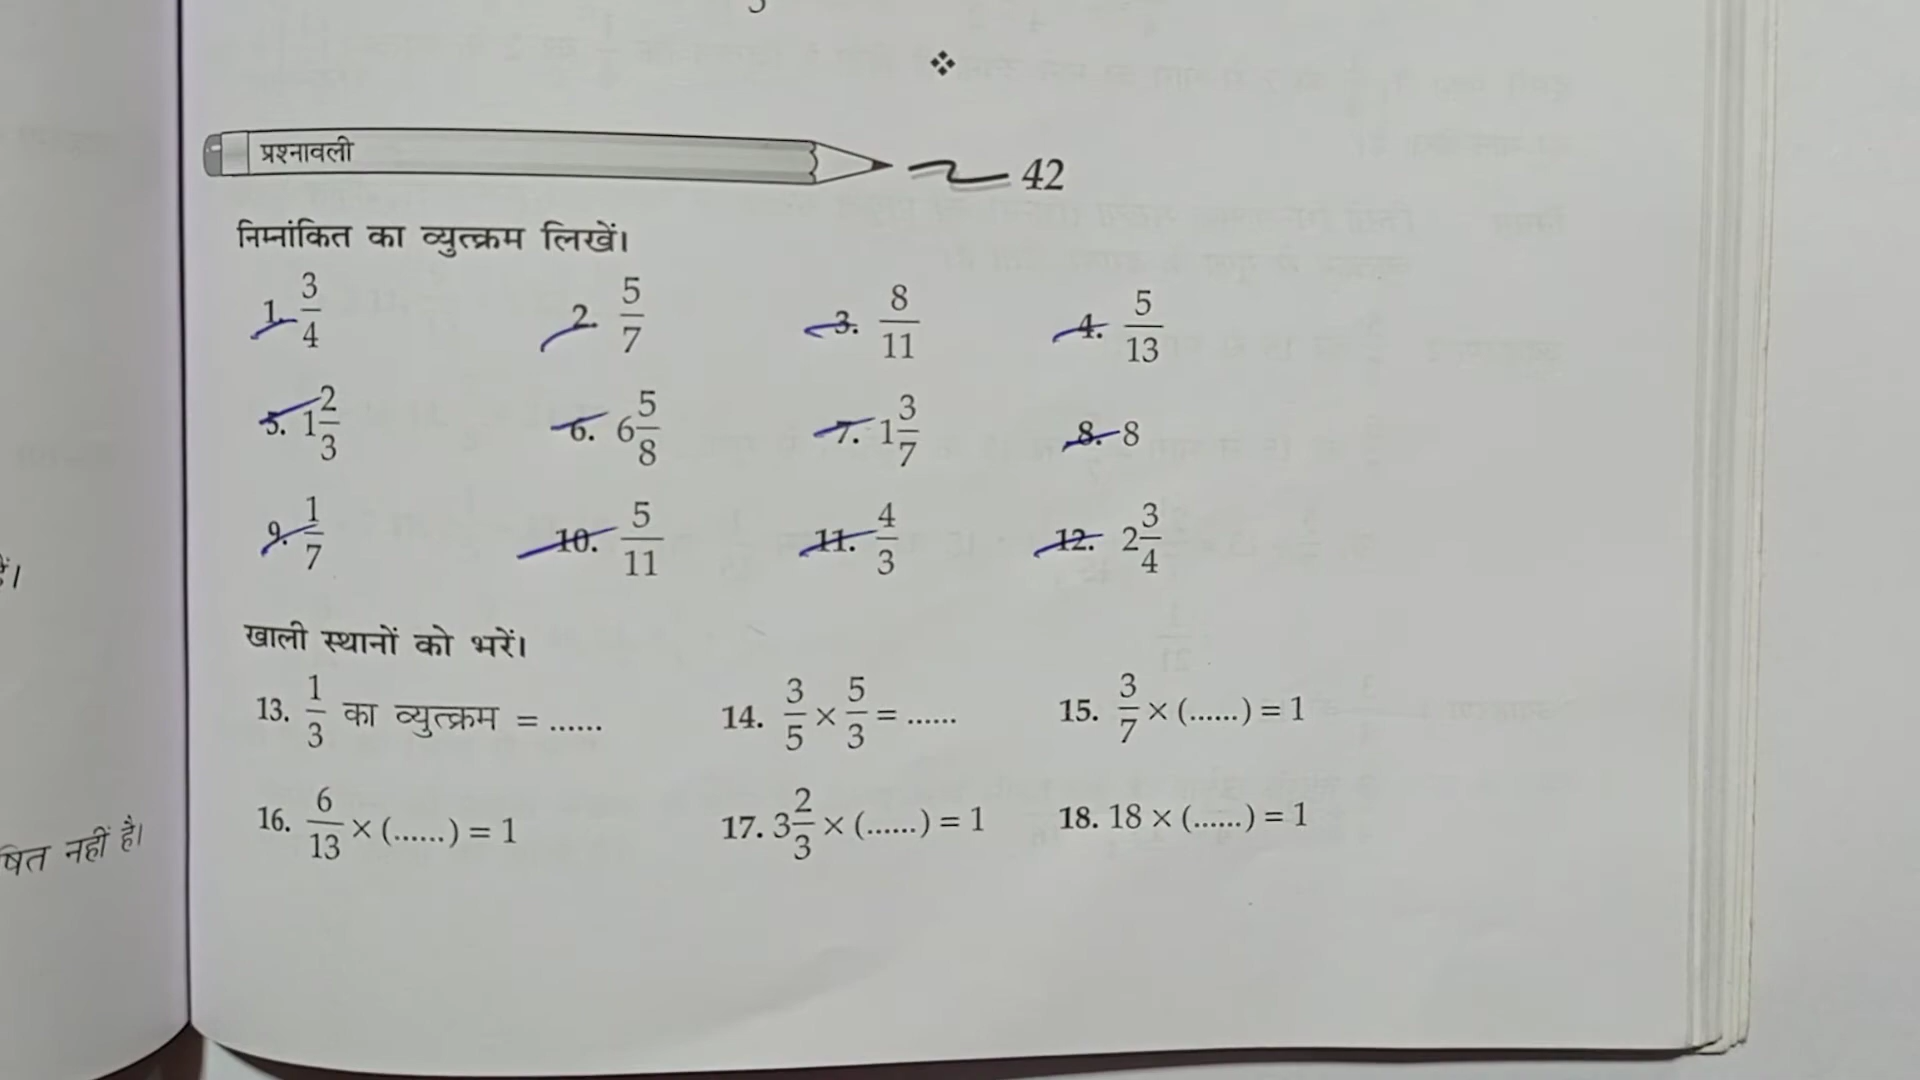 प्रश्नावली 42
निम्नांकित का व्युत्क्रम लिखें।
1. 3/4 2. 5/7 3. 8/11 4. 5/13
5. 1 2/3 6. 6 5/8 7. 1 3/7 8. 8
9. 1/7 10. 5/11 11. 4/3 12. 2 3/4
खाली स्थानों को भरें।
13. 1/3 का व्युत्क्रम = ...... 14. 3/5 × 5/3 = ...... 15. 3/7 × (......) = 1
16. 6/13 × (......) = 1 17. 3 2/3 × (......) = 1 18. 18 × (......) = 1
षित नहीं है।